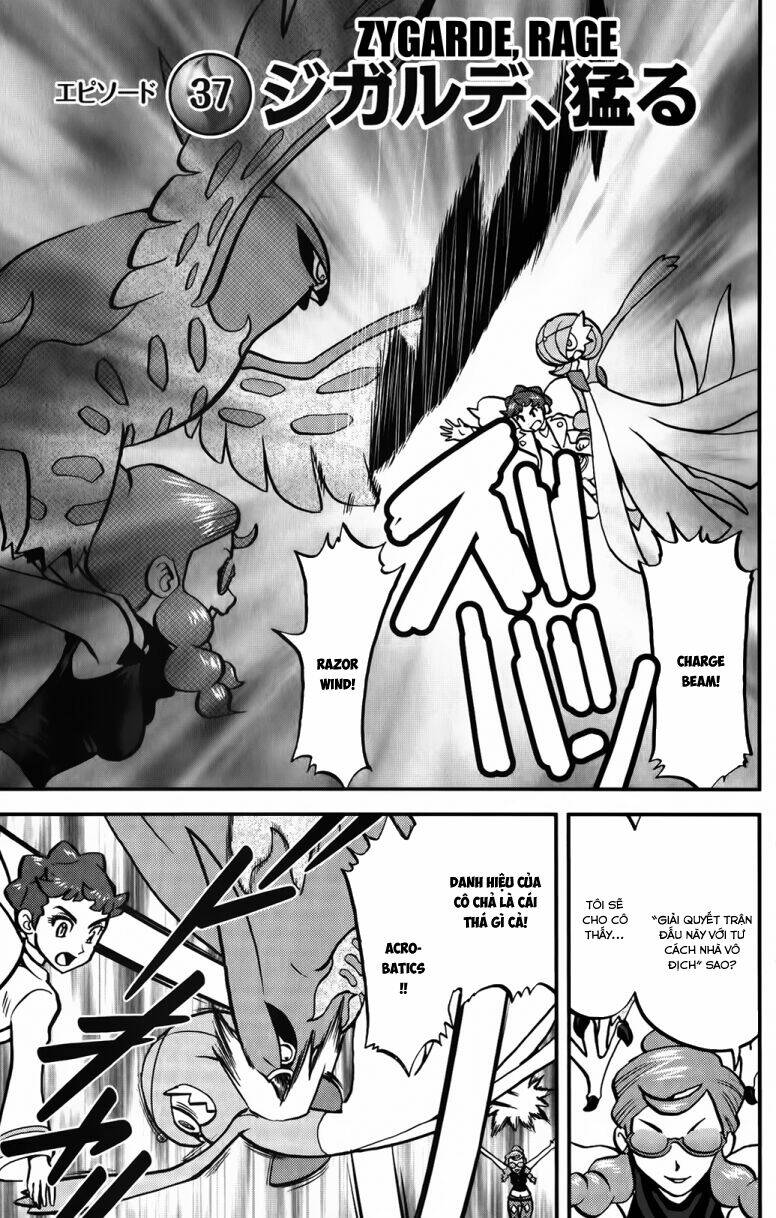 ZYGARDE, RAGE
エピソード 37 ジガルデ、猛る
CHARGE
BEAM!
RAZOR
WIND!
“GIẢI QUYẾT TRẬN
ĐẤU NÀY VỚI TƯ
CÁCH NHÀ VÔ
ĐỊCH” SAO?
TÔI SẼ
CHO CÔ
THẤY...
DANH HIỆU CỦA
CÔ CHẢ LÀ CÁI
THÁ GÌ CẢ!
ACRO-
BATICS
!!